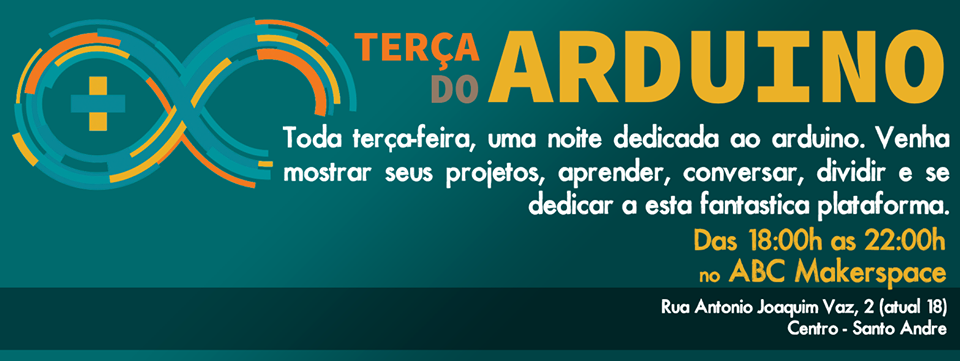 TERÇA
DO ARDUINO
Toda terça-feira, uma noite dedicada ao arduino. Venha
mostrar seus projetos, aprender, conversar, dividir e se
dedicar a esta fantastica plataforma.
Das 18:00h as 22:00h
no ABC Makerspace
Rua Antonio Joaquim Vaz, 2 (atual 18)
Centro - Santo Andre